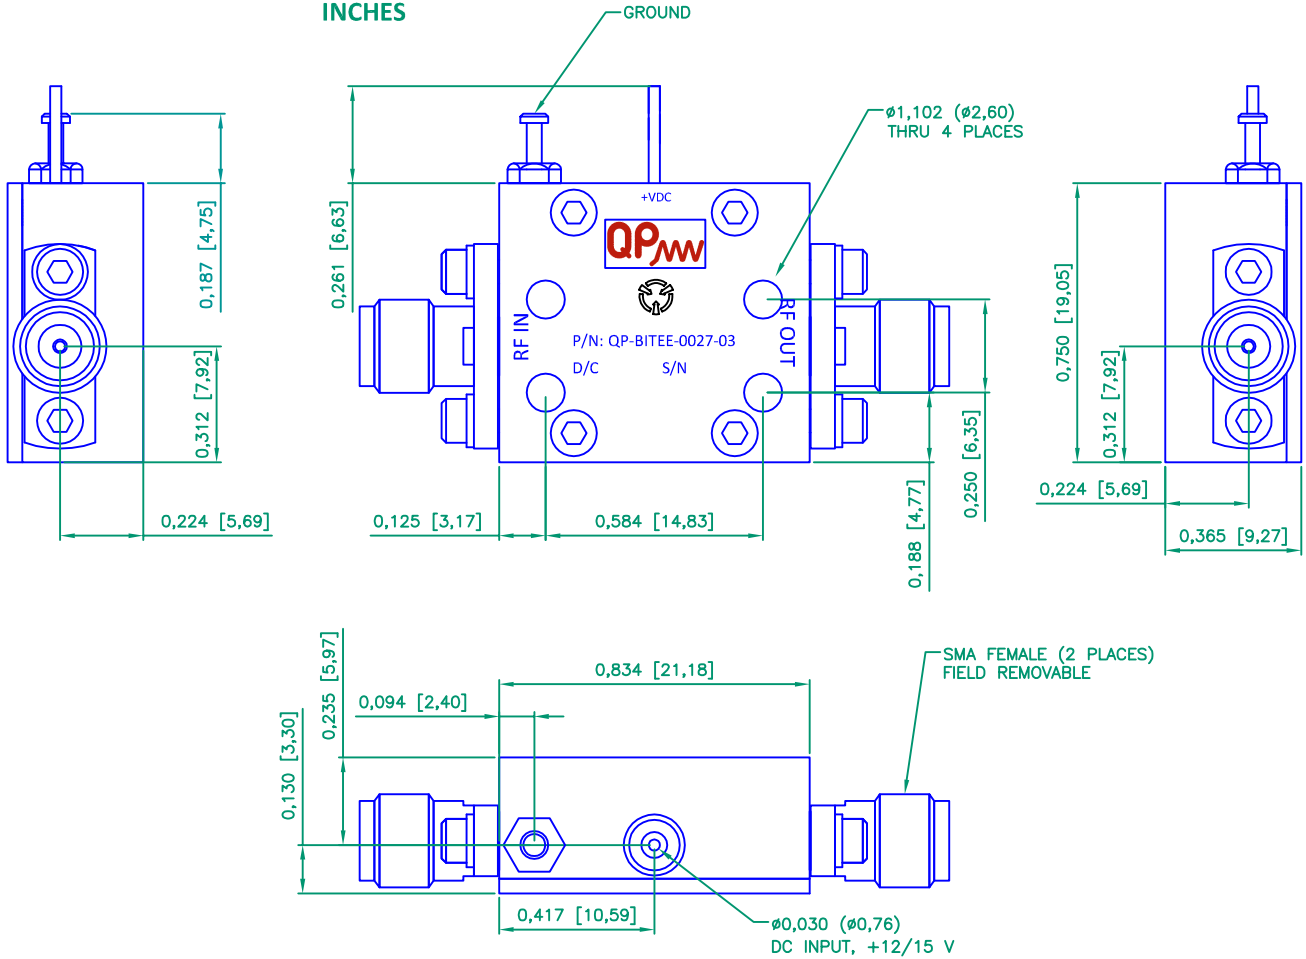 INCHES
GROUND
ø1,102 (ø2,60)
THRU 4 PLACES
0,187 [4,75]
0,261 [6,63]
+VDC
QPMW
0,750 [19,05]
RF IN
RF OUT
P/N: QP-BITEE-0027-03
D/C S/N
0,312 [7,92]
0,312 [7,92]
0,250 [6,35]
0,224 [5,69]
0,224 [5,69]
0,125 [3,17]
0,584 [14,83]
0,188 [4,77]
0,365 [9,27]
0,235 [5,97]
0,834 [21,18]
SMA FEMALE (2 PLACES)
FIELD REMOVABLE
0,094 [2,40]
0,130 [3,30]
0,417 [10,59]
ø0,030 (ø0,76)
DC INPUT, +12/15 V